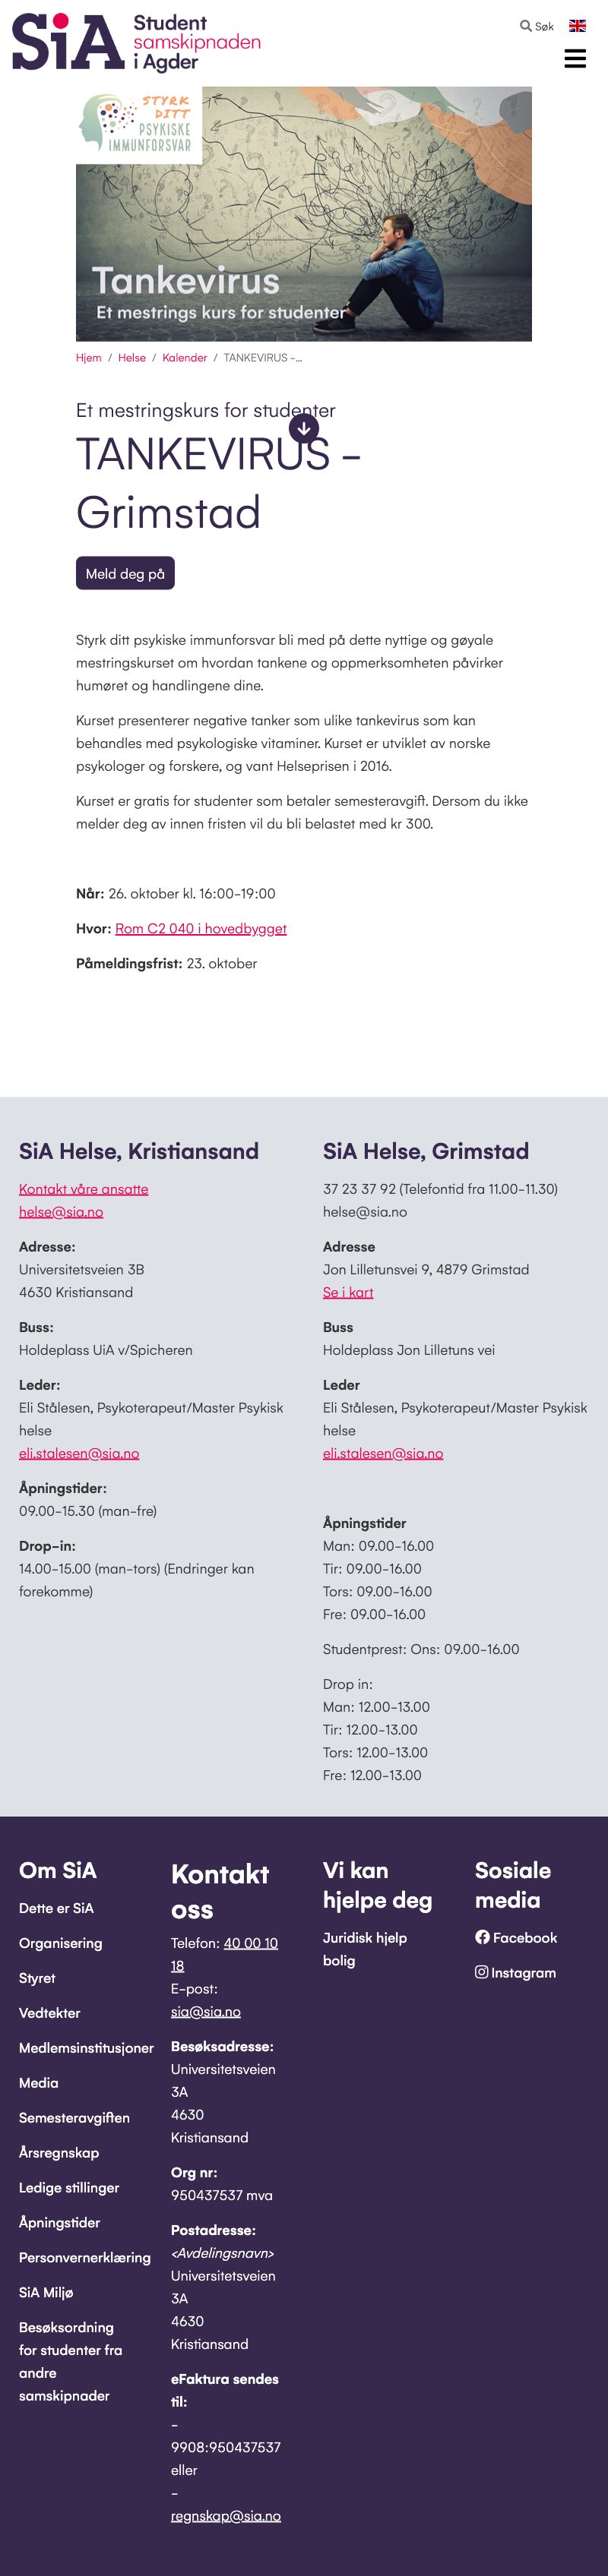 SiA
Student
samskipnaden
i Agder
Søk
STYRK
DITT
PSYKISKE
IMMUNFORSVAR
Tankevirus
Et mestrings kurs for studenter
Hjem / Helse / Kalender / TANKEVIRUS -...
Et mestringskurs for studenter
TANKEVIRUS -
Grimstad
Meld deg på
Styrk ditt psykiske immunforsvar bli med på dette nyttige og gøyale
mestringskurset om hvordan tankene og oppmerksomheten påvirker
humøret og handlingene dine.
Kurset presenterer negative tanker som ulike tankevirus som kan
behandles med psykologiske vitaminer. Kurset er utviklet av norske
psykologer og forskere, og vant Helseprisen i 2016.
Kurset er gratis for studenter som betaler semesteravgift. Dersom du ikke
melder deg av innen fristen vil du bli belastet med kr 300.
Når: 26. oktober kl. 16:00-19:00
Hvor: Rom C2 040 i hovedbygget
Påmeldingsfrist: 23. oktober
SiA Helse, Kristiansand
Kontakt våre ansatte
helse@sia.no
Adresse:
Universitetsveien 3B
4630 Kristiansand
Buss:
Holdeplass UiA v/Spicheren
Leder:
Eli Stålesen, Psykoterapeut/Master Psykisk
helse
eli.stalesen@sia.no
Åpningstider:
09.00-15.30 (man-fre)
Drop-in:
14.00-15.00 (man-tors) (Endringer kan
forekomme)
SiA Helse, Grimstad
37 23 37 92 (Telefontid fra 11.00-11.30)
helse@sia.no
Adresse
Jon Lilletunsvei 9, 4879 Grimstad
Se i kart
Buss
Holdeplass Jon Lilletuns vei
Leder
Eli Stålesen, Psykoterapeut/Master Psykisk
helse
eli.stalesen@sia.no
Åpningstider
Man: 09.00-16.00
Tir: 09.00-16.00
Tors: 09.00-16.00
Fre: 09.00-16.00
Studentprest: Ons: 09.00-16.00
Drop in:
Man: 12.00-13.00
Tir: 12.00-13.00
Tors: 12.00-13.00
Fre: 12.00-13.00
Om SiA
Dette er SiA
Organisering
Styret
Vedtekter
Medlemsinstitusjoner
Media
Semesteravgiften
Årsregnskap
Ledige stillinger
Åpningstider
Personvernerklæring
SiA Miljø
Besøksordning
for studenter fra
andre
samskipnader
Kontakt
oss
Telefon: 40 00 10
18
E-post:
sia@sia.no
Besøksadresse:
Universitetsveien
3A
4630
Kristiansand
Org nr:
950437537 mva
Postadresse:
<Avdelingsnavn>
Universitetsveien
3A
4630
Kristiansand
eFaktura sendes
til:
-
9908:950437537
eller
-
regnskap@sia.no
Vi kan
hjelpe deg
Juridisk hjelp
bolig
Sosiale
media
Facebook
Instagram